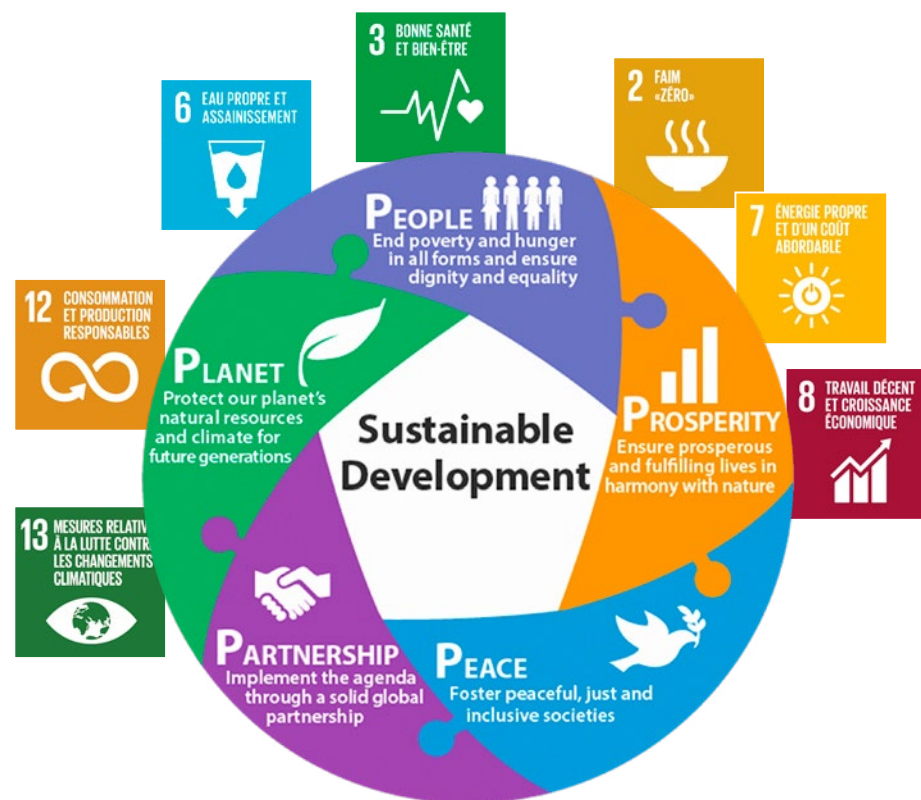 3 BONNE SANTÉ
ET BIEN-ÊTRE
6 EAU PROPRE ET
ASSAINISSEMENT
2 FAIM
«ZÉRO»
7 ÉNERGIE PROPRE
ET D'UN COÛT
ABORDABLE
12 CONSOMMATION
ET PRODUCTION
RESPONSABLES
8 TRAVAIL DÉCENT
ET CROISSANCE
ÉCONOMIQUE
13 MESURES RELATIV
À LA LUTTE CONTR
LES CHANGEMENTS
CLIMATIQUES
PEOPLE
End poverty and hunger
in all forms and ensure
dignity and equality
PLANET
Protect our planet's
natural resources
and climate for
future generations
Sustainable
Development
PROSPERITY
Ensure prosperous
and fulfilling lives in
harmony with nature
PARTNERSHIP
Implement the agenda
through a solid global
partnership
PEACE
Foster peaceful, just and
inclusive societies